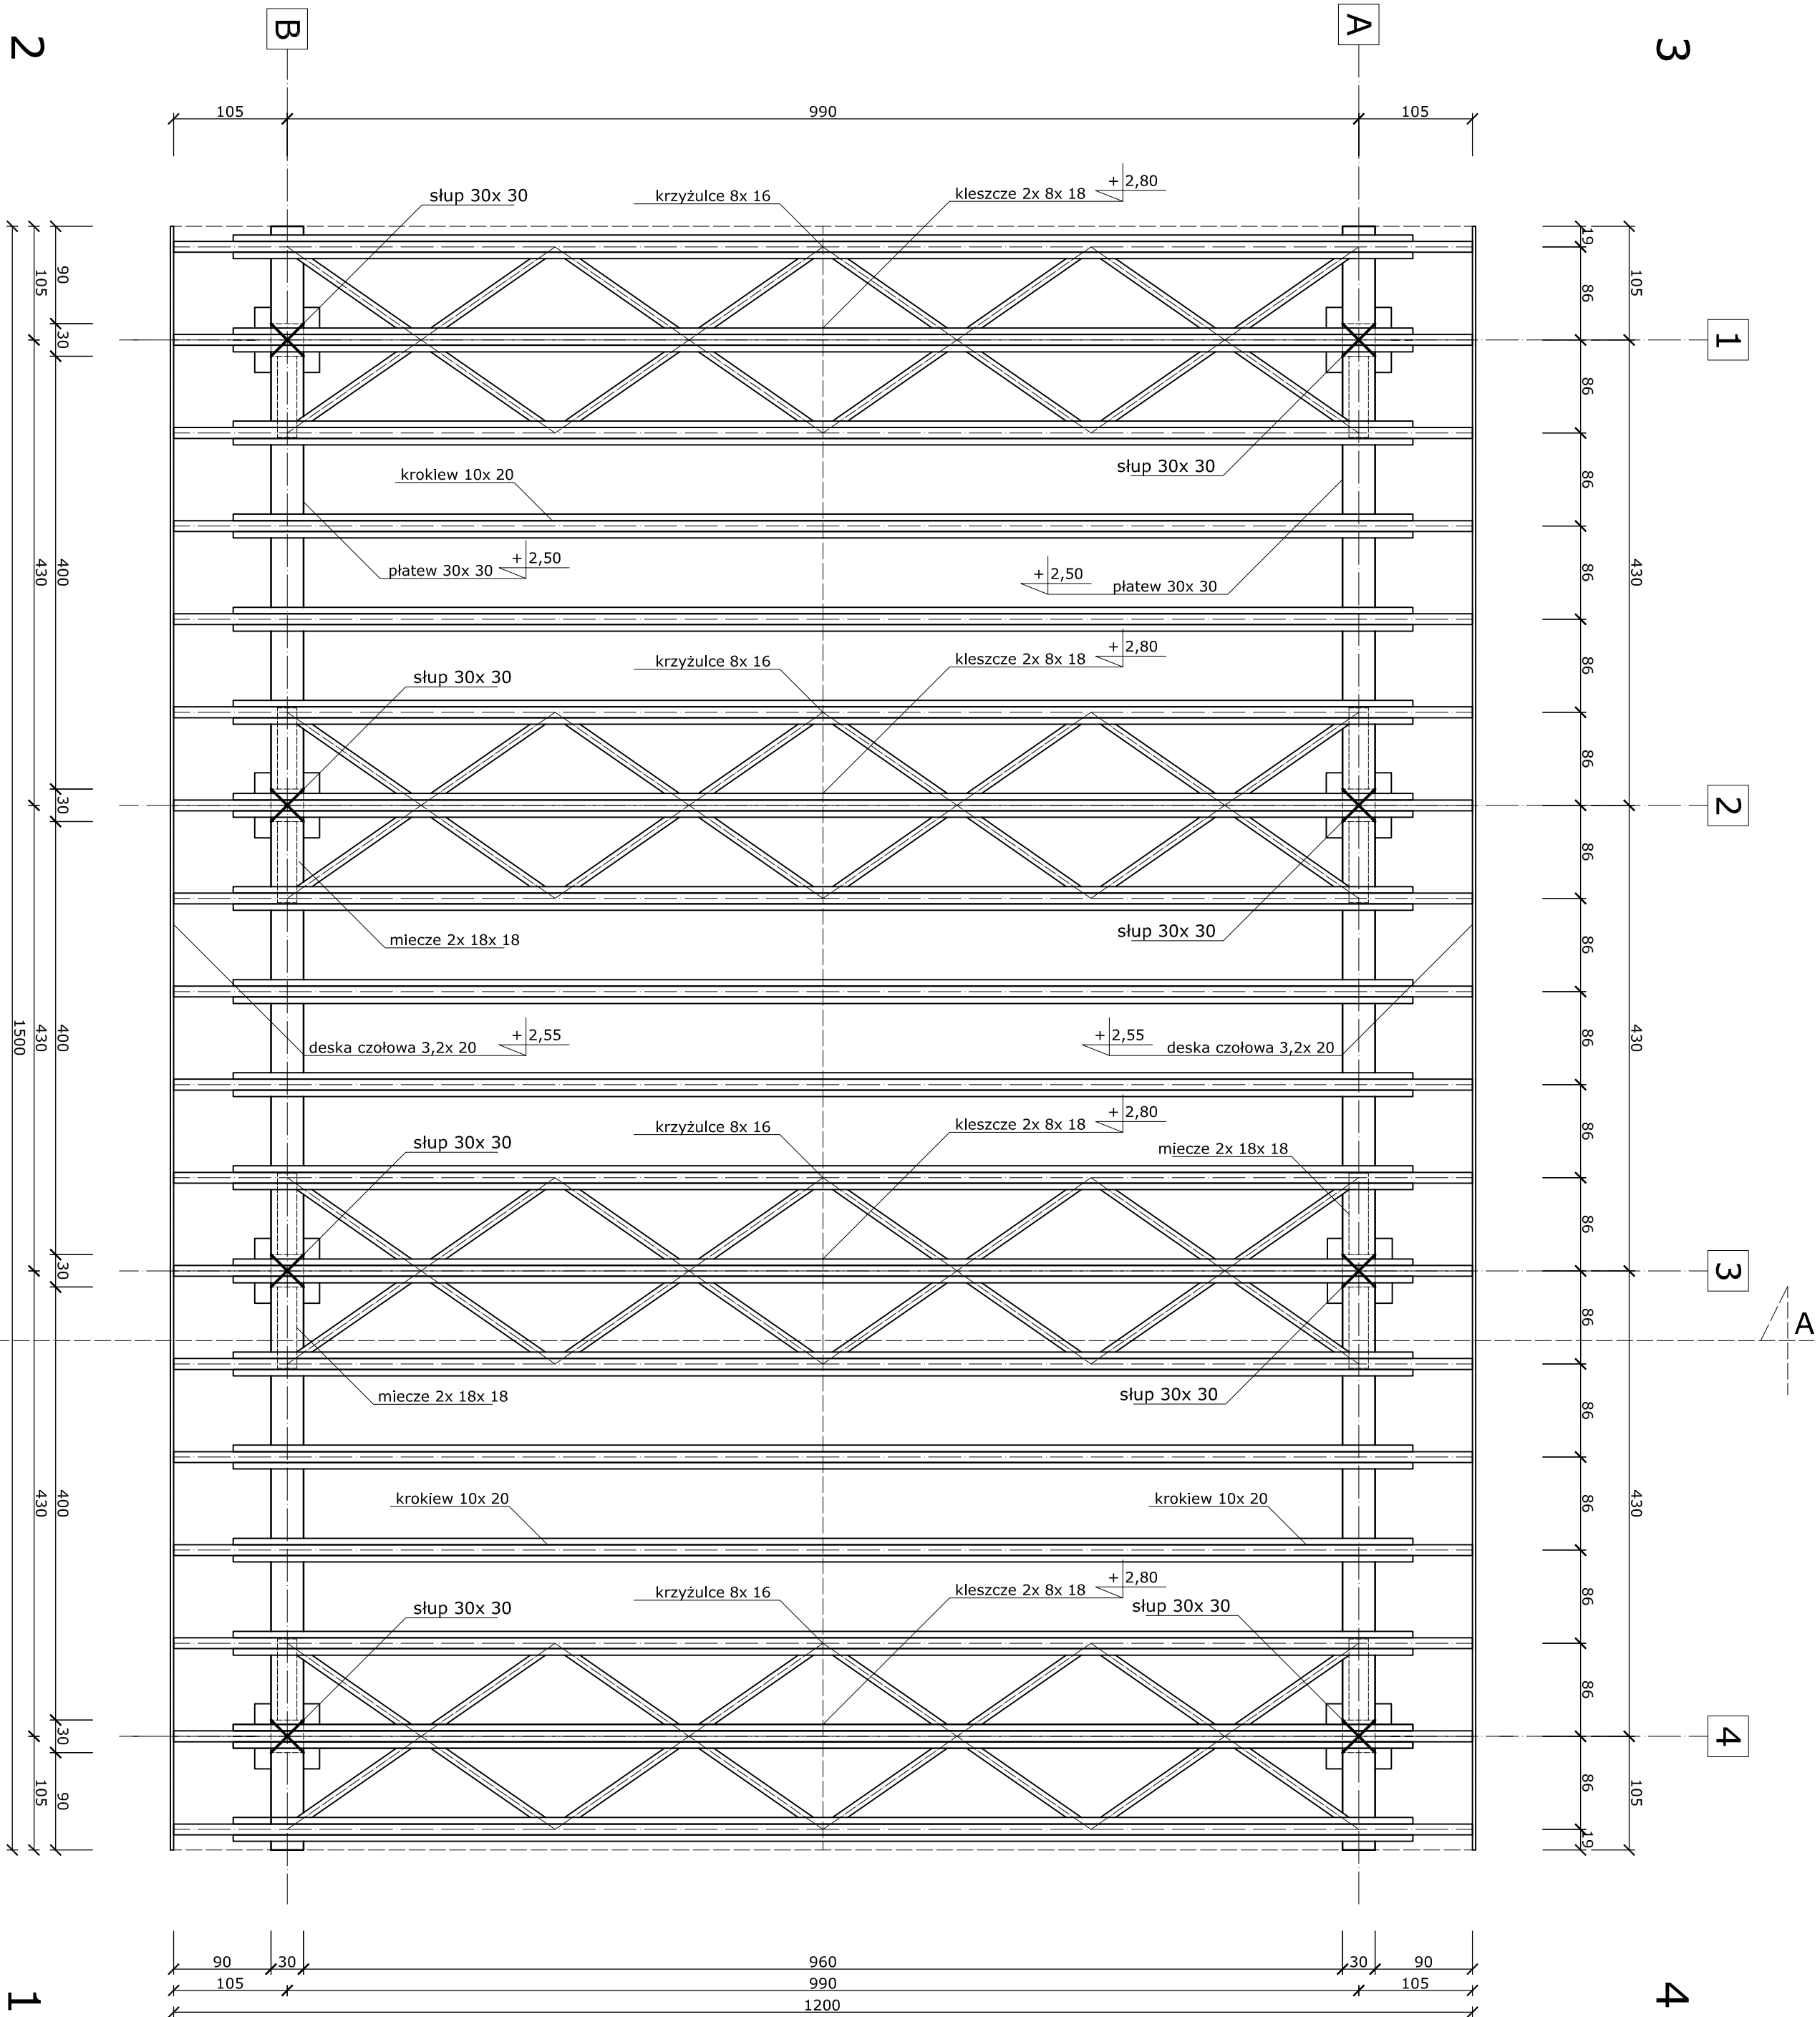 B
A
2
3
105
990
105
słup 30x 30
krzyżulce 8x 16
kleszcze 2x 8x 18
+ 2,80
19
105
90
105
86
1
30
86
słup 30x 30
krokiew 10x 20
86
płatew 30x 30
+ 2,50
+ 2,50
płatew 30x 30
400
430
86
430
86
słup 30x 30
krzyżulce 8x 16
kleszcze 2x 8x 18
+ 2,80
86
30
2
86
miecze 2x 18x 18
słup 30x 30
86
deska czołowa 3,2x 20
+ 2,55
+ 2,55
deska czołowa 3,2x 20
1500
430
400
86
430
86
słup 30x 30
krzyżulce 8x 16
kleszcze 2x 8x 18
+ 2,80
miecze 2x 18x 18
86
30
3
A
86
miecze 2x 18x 18
słup 30x 30
86
krokiew 10x 20
krokiew 10x 20
430
400
86
430
86
słup 30x 30
krzyżulce 8x 16
kleszcze 2x 8x 18
+ 2,80
słup 30x 30
86
30
4
105
90
86
105
19
90
30
960
30
90
105
990
105
1200
1
4